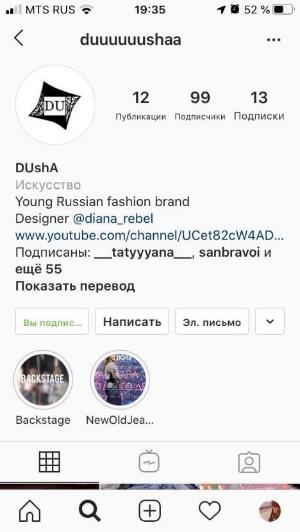 MTS RUS 19:35 52 %
duuuuuushaa
DU
12 99 13
Публикации Подписчики Подписки
DUshA
Искусство
Young Russian fashion brand
Designer @diana_rebel
www.youtube.com/channel/UCet82cW4AD...
Подписаны: ___tatyyyana___, sanbravoi и
ещё 55
Показать перевод
Вы подпис... Написать Эл. письмо
BACKSTAGE
Backstage NewOldJea...